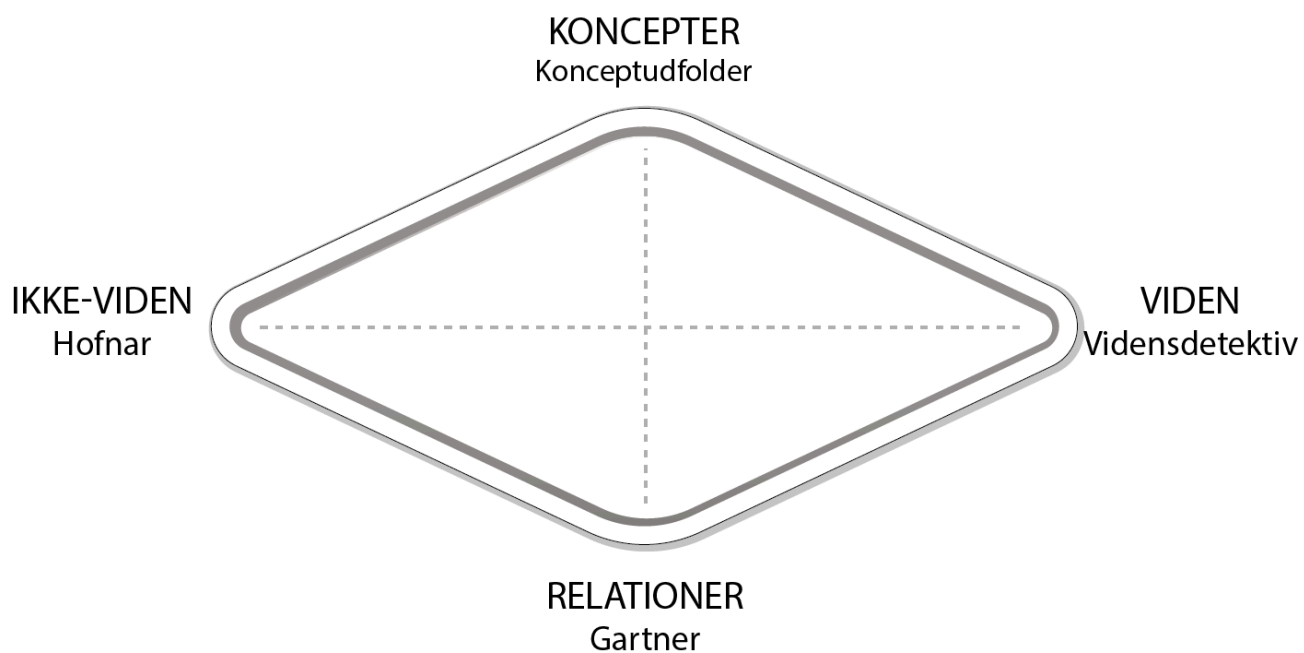 KONCEPTER
Konceptudfolder
IKKE-VIDEN
Hofnar
VIDEN
Vidensdetektiv
RELATIONER
Gartner